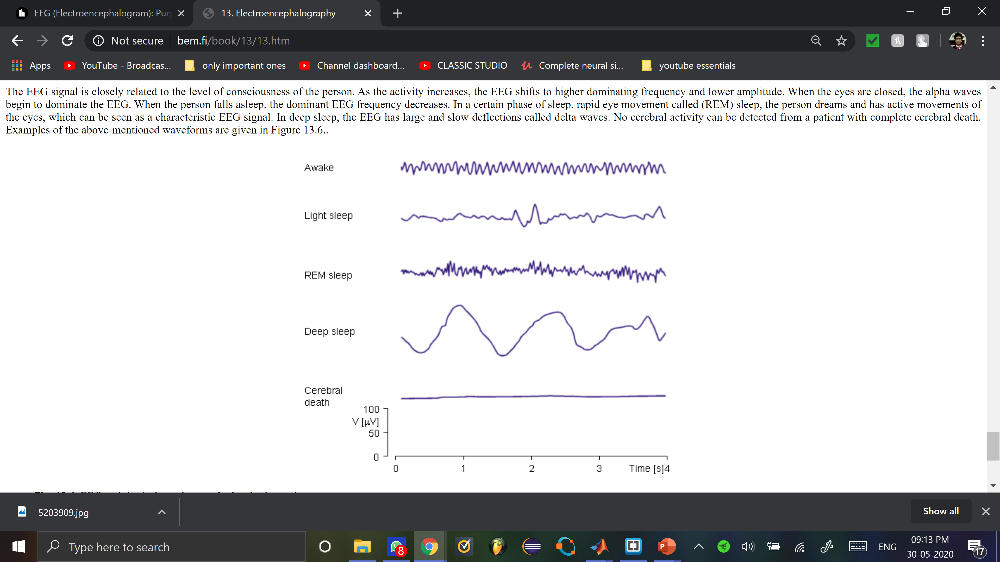 EEG (Electroencephalogram): Pur
13. Electroencephalography
Not secure
bem.fi/book/13/13.htm
Apps
YouTube - Broadcas...
only important ones
Channel dashboard...
CLASSIC STUDIO
Complete neural si...
youtube essentials
The EEG signal is closely related to the level of consciousness of the person. As the activity increases, the EEG shifts to higher dominating frequency and lower amplitude. When the eyes are closed, the alpha waves
begin to dominate the EEG. When the person falls asleep, the dominant EEG frequency decreases. In a certain phase of sleep, rapid eye movement called (REM) sleep, the person dreams and has active movements of
the eyes, which can be seen as a characteristic EEG signal. In deep sleep, the EEG has large and slow deflections called delta waves. No cerebral activity can be detected from a patient with complete cerebral death.
Examples of the above-mentioned waveforms are given in Figure 13.6..
Awake
Light sleep
REM sleep
Deep sleep
Cerebral
death
100
V [µV]
50
0
0 1 2 3 Time [s]4
5203909.jpg
Show all
Type here to search
8
P
ENG
09:13 PM
30-05-2020
17